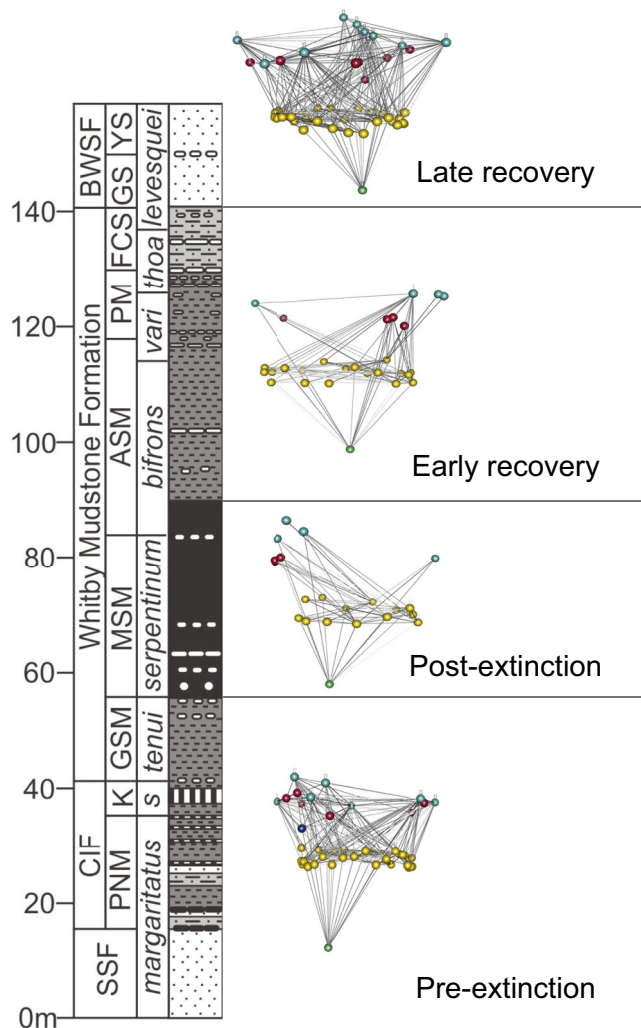 Late recovery
BWSF
YS
GS
levesquei
140
FCS
thoa
PM
vari
120
Early recovery
Whitby Mudstone Formation
ASM
bifrons
100
80
MSM
serpentinum
Post-extinction
60
GSM
tenui
40
K
s
CIF
PNM
margaritatus
20
SSF
Pre-extinction
0m